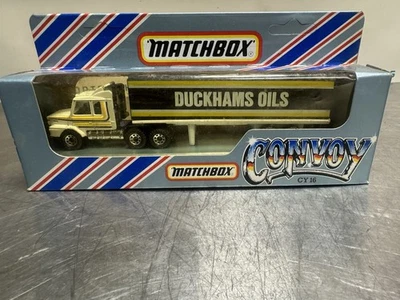 MATCHBOX
DUCKHAMS OILS
MATCHBOX
CONVOY
CY 16